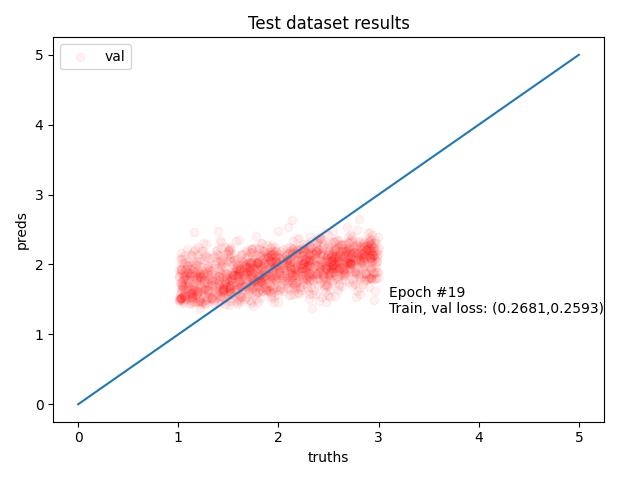 Test dataset results
val
5
4
3
2
1
0
preds
Epoch #19
Train, val loss: (0.2681,0.2593)
0 1 2 3 4 5
truths